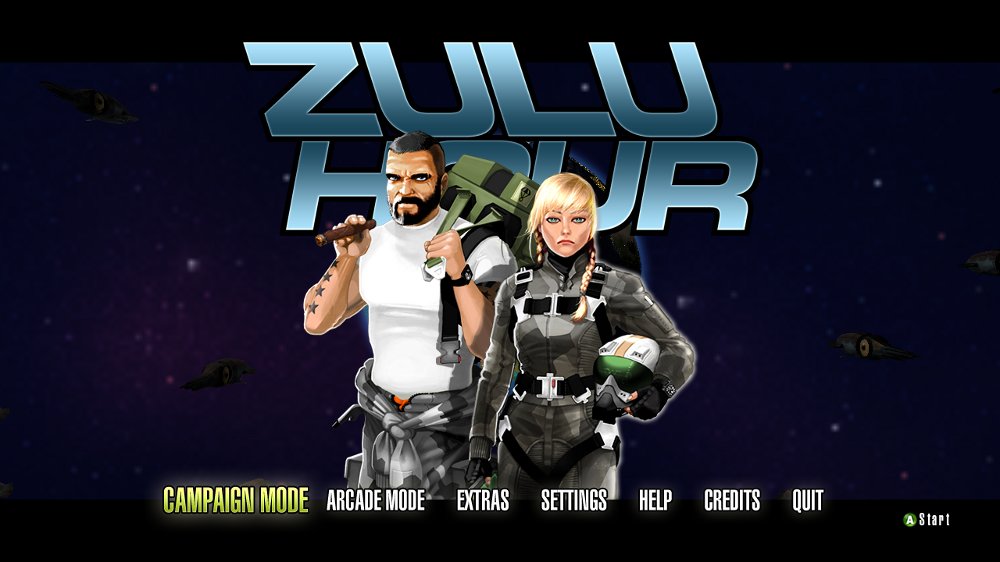 ZULU
HOUR
CAMPAIGN MODE ARCADE MODE EXTRAS SETTINGS HELP CREDITS QUIT
A Start